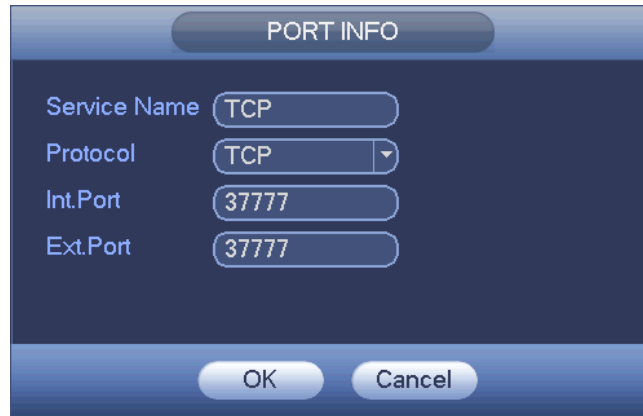 PORT INFO
Service Name TCP
Protocol TCP
Int.Port 37777
Ext.Port 37777
OK Cancel